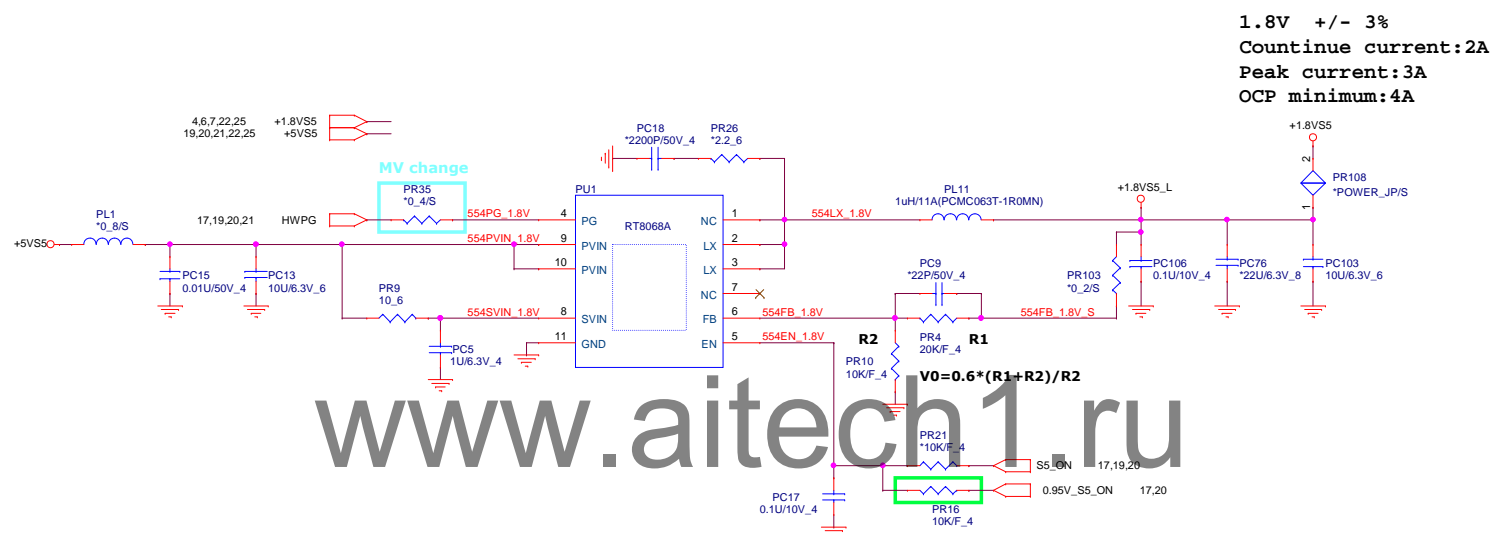 1.8V +/- 3%
Countinue current:2A
Peak current:3A
OCP minimum:4A
4,6,7,22,25 +1.8VS5
19,20,21,22,25 +5VS5
PC18
*2200P/50V_4
PR26
*2.2_6
+1.8VS5
2
PR108
*POWER_JP/S
1
MV change
PR35
*0_4/S
17,19,20,21 HWPG
554PG_1.8V
PU1
RT8068A
4 PG
9 PVIN
10 PVIN
8 SVIN
11 GND
NC 1
LX 2
LX 3
NC 7
FB 6
EN 5
554LX_1.8V
PL11
1uH/11A(PCMC063T-1R0MN)
+1.8VS5_L
PL1
*0_8/S
+5VS5
554PVIN_1.8V
PC15
0.01U/50V_4
PC13
10U/6.3V_6
PR9
10_6
554SVIN_1.8V
PC5
1U/6.3V_4
PC9
*22P/50V_4
PR103
*0_2/S
PC106
0.1U/10V_4
PC76
*22U/6.3V_8
PC103
10U/6.3V_6
554FB_1.8V
554FB_1.8V_S
554EN_1.8V
R2
PR4
20K/F_4
R1
PR10
10K/F_4
V0=0.6*(R1+R2)/R2
www.aitech1.ru
PR21
*10K/F_4
S5_ON 17,19,20
0.95V_S5_ON 17,20
PC17
0.1U/10V_4
PR16
10K/F_4